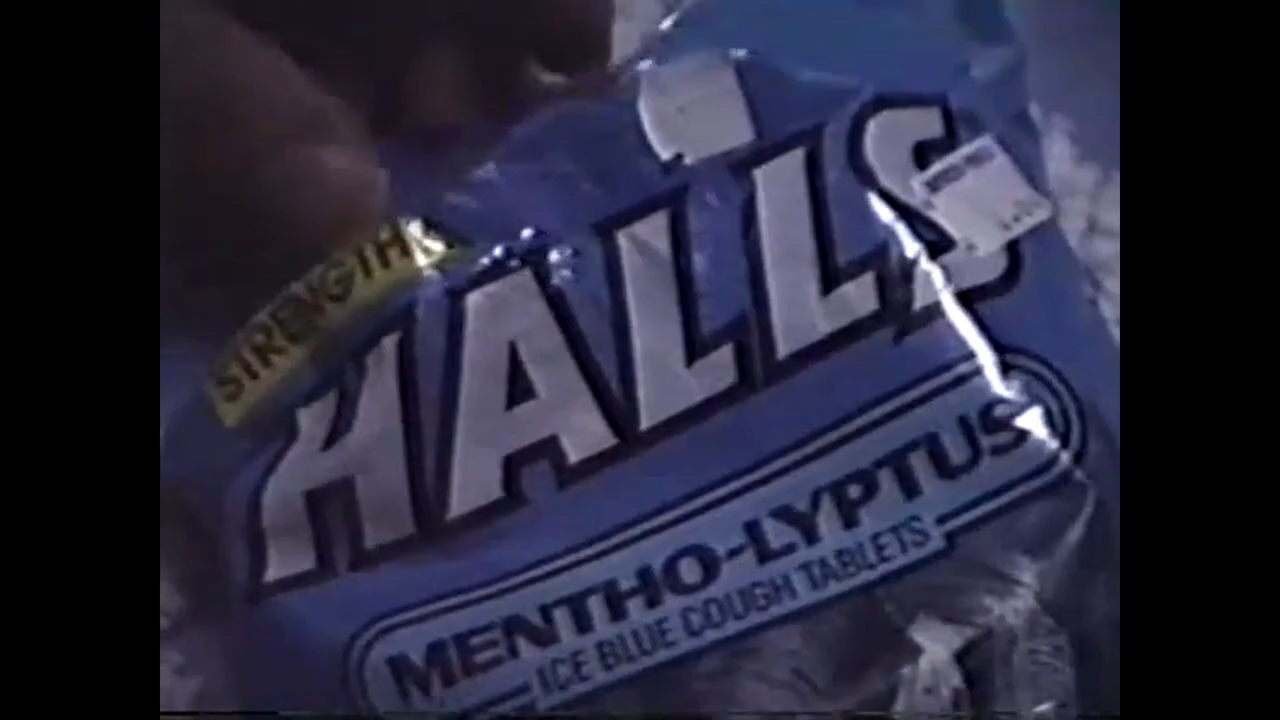 STRENGTH
HALLS
MENTHO-LYPTUS
ICE BLUE COUGH TABLETS